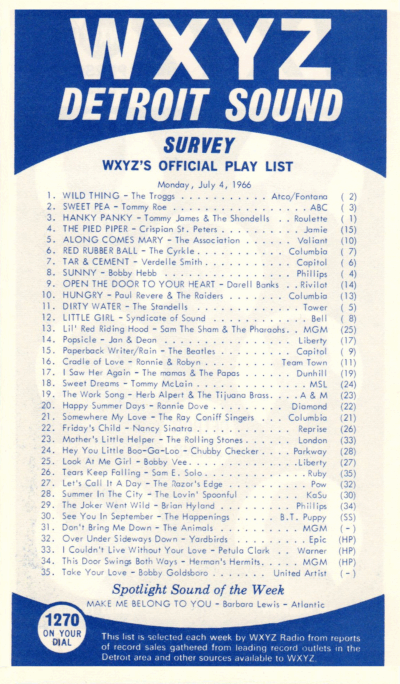 WXYZ
DETROIT SOUND
SURVEY
WXYZ'S OFFICIAL PLAY LIST
Monday, July 4, 1966
1. WILD THING - The Troggs . . . . . . . . . . . . Atco/Fontana ( 2)
2. SWEET PEA - Tommy Roe . . . . . . . . . . . . . . . ABC ( 3)
3. HANKY PANKY - Tommy James & The Shondells . . Roulette ( 1)
4. THE PIED PIPER - Crispian St. Peters . . . . . . . . . Jamie (15)
5. ALONG COMES MARY - The Association . . . . . . Valiant (10)
6. RED RUBBER BALL - The Cyrkle . . . . . . . . . . Columbia ( 7)
7. TAR & CEMENT - Verdelle Smith . . . . . . . . . . . Capitol ( 6)
8. SUNNY - Bobby Hebb . . . . . . . . . . . . . . . Phillips ( 4)
9. OPEN THE DOOR TO YOUR HEART - Darell Banks . . Rivilot (14)
10. HUNGRY - Paul Revere & The Raiders . . . . . . Columbia (13)
11. DIRTY WATER - The Standells . . . . . . . . . . . Tower ( 5)
12. LITTLE GIRL - Syndicate of Sound . . . . . . . . . . Bell ( 8)
13. Lil' Red Riding Hood - Sam The Sham & The Pharaohs. . MGM (25)
14. Popsicle - Jan & Dean . . . . . . . . . . . . . . Liberty (17)
15. Paperback Writer/Rain - The Beatles . . . . . . . . Capitol ( 9)
16. Cradle of Love - Ronnie & Robyn . . . . . . . . Team Town (11)
17. I Saw Her Again - The mamas & The Papas . . . . . Dunhill (19)
18. Sweet Dreams - Tommy McLain . . . . . . . . . . . . MSL (24)
19. The Work Song - Herb Alpert & The Tijuana Brass. . . . A & M (23)
20. Happy Summer Days - Ronnie Dove . . . . . . . . Diamond (22)
21. Somewhere My Love - The Ray Coniff Singers . . . Columbia (21)
22. Friday's Child - Nancy Sinatra . . . . . . . . . . Reprise (26)
23. Mother's Little Helper - The Rolling Stones . . . . . London (33)
24. Hey You Little Boo-Ga-Loo - Chubby Checker . . . . Parkway (28)
25. Look At Me Girl - Bobby Vee . . . . . . . . . . . . Liberty (27)
26. Tears Keep Falling - Sam E. Solo . . . . . . . . . . . Ruby (35)
27. Let's Call It A Day - The Razor's Edge . . . . . . . . Pow (32)
28. Summer In The City - The Lovin' Spoonful . . . . . . KaSu (30)
29. The Joker Went Wild - Brian Hyland . . . . . . . . Phillips (34)
30. See You In September - The Happenings . . . . . B.T. Puppy (SS)
31. Don't Bring Me Down - The Animals . . . . . . . . . MGM (-)
32. Over Under Sideways Down - Yardbirds . . . . . . . Epic (HP)
33. I Couldn't Live Without Your Love - Petula Clark . . Warner (HP)
34. This Door Swings Both Ways - Herman's Hermits. . . . MGM (HP)
35. Take Your Love - Bobby Goldsboro . . . . . . . United Artist (-)
Spotlight Sound of the Week
MAKE ME BELONG TO YOU - Barbara Lewis - Atlantic
1270
ON YOUR
DIAL
This list is selected each week by WXYZ Radio from reports
of record sales gathered from leading record outlets in the
Detroit area and other sources available to WXYZ.